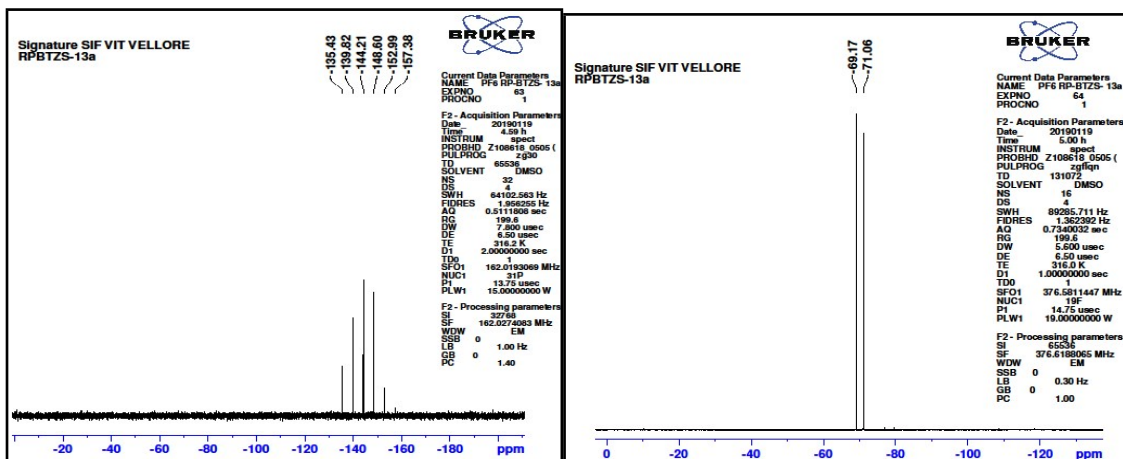 Signature SIF VIT VELLORE
RPBTZS-13a
-135.43
-139.82
-144.21
-148.60
-152.99
-157.38
BRUKER
Current Data Parameters
NAME PF6 RP-BTZS- 13a
EXPNO 63
PROCNO 1
F2 - Acquisition Parameters
Date_ 20190119
Time 4.59 h
INSTRUM spect
PROBHD Z108618_0505 (
PULPROG zg30
TD 65536
SOLVENT DMSO
NS 32
DS 4
SWH 64102.563 Hz
FIDRES 1.956255 Hz
AQ 0.5111808 sec
RG 199.6
DW 7.800 usec
DE 6.50 usec
TE 316.2 K
D1 2.00000000 sec
TD0 1
SFO1 162.0193069 MHz
NUC1 31P
P1 13.75 usec
PLW1 15.00000000 W
F2 - Processing parameters
SI 32768
SF 162.0274083 MHz
WDW EM
SSB 0
LB 1.00 Hz
GB 0
PC 1.40
-20 -40 -60 -80 -100 -120 -140 -160 -180 ppm
Signature SIF VIT VELLORE
RPBTZS-13a
-69.17
-71.06
BRUKER
Current Data Parameters
NAME PF6 RP-BTZS- 13a
EXPNO 64
PROCNO 1
F2 - Acquisition Parameters
Date_ 20190119
Time 5.00 h
INSTRUM spect
PROBHD Z108618_0505 (
PULPROG zgflqn
TD 131072
SOLVENT DMSO
NS 16
DS 4
SWH 89285.711 Hz
FIDRES 1.362392 Hz
AQ 0.7340032 sec
RG 199.6
DW 5.600 usec
DE 6.50 usec
TE 316.0 K
D1 1.00000000 sec
TD0 1
SFO1 376.5811447 MHz
NUC1 19F
P1 14.75 usec
PLW1 19.00000000 W
F2 - Processing parameters
SI 65536
SF 376.6188065 MHz
WDW EM
SSB 0
LB 0.30 Hz
GB 0
PC 1.00
0 -20 -40 -60 -80 -100 -120 ppm